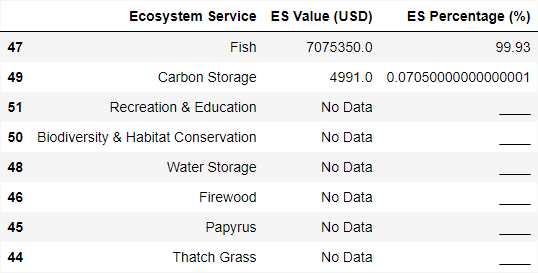 Ecosystem Service ES Value (USD) ES Percentage (%)
47 Fish 7075350.0 99.93
49 Carbon Storage 4991.0 0.07050000000000001
51 Recreation & Education No Data ____
50 Biodiversity & Habitat Conservation No Data ____
48 Water Storage No Data ____
46 Firewood No Data ____
45 Papyrus No Data ____
44 Thatch Grass No Data ____